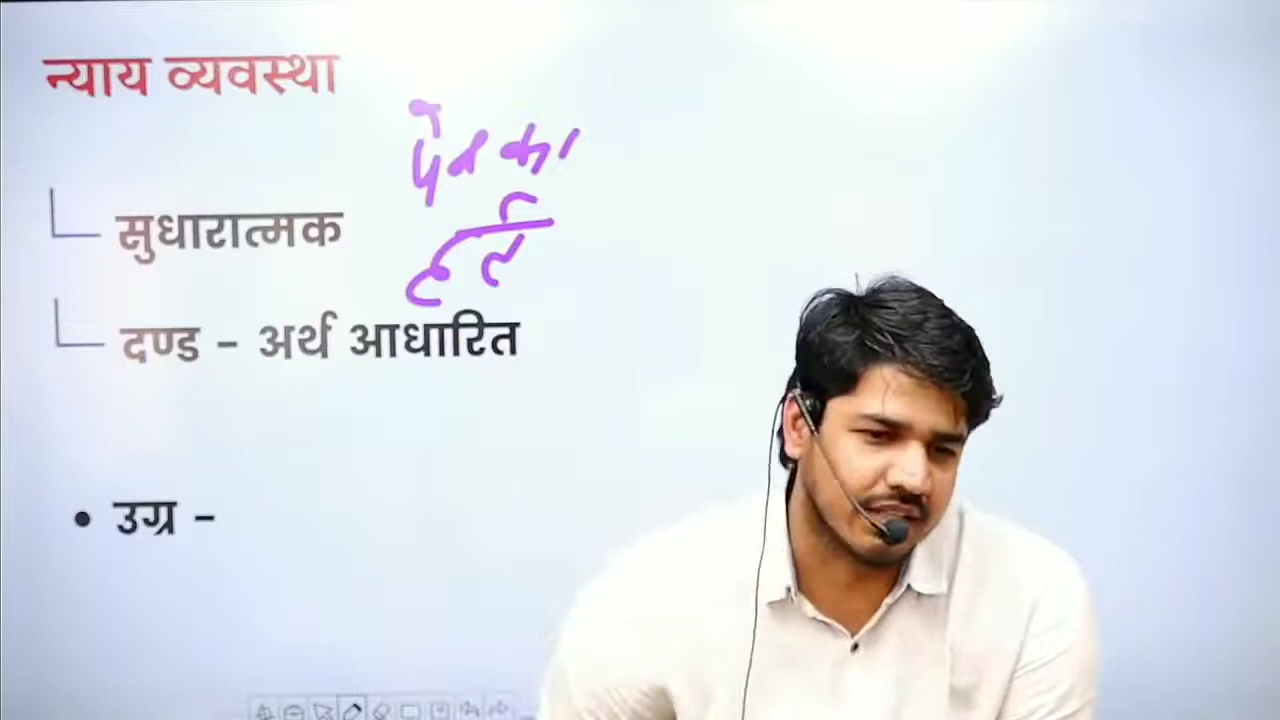 न्याय व्यवस्था
सुधारात्मक
दण्ड - अर्थ आधारित
• उग्र -